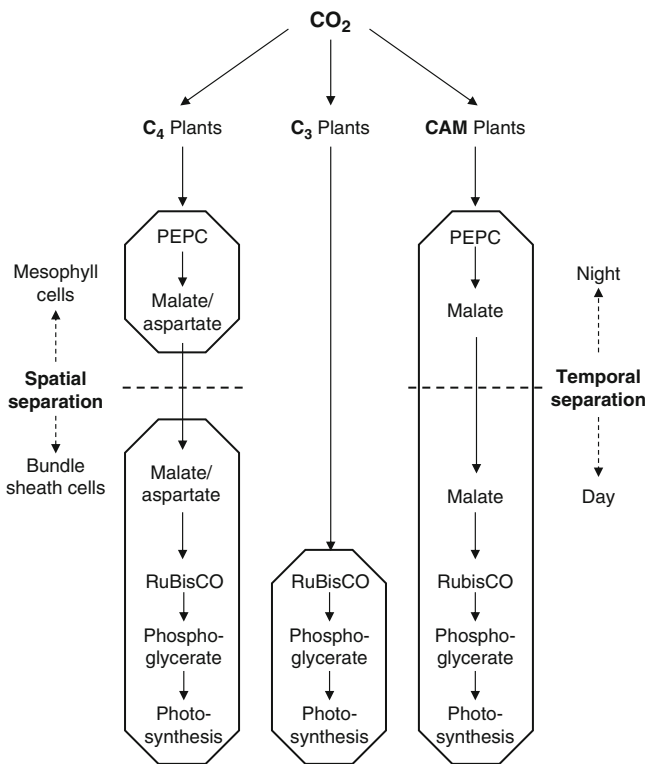 CO₂
C₄ Plants
C₃ Plants
CAM Plants
PEPC
Malate/
aspartate
Mesophyll
cells
Spatial
separation
Bundle
sheath cells
Malate/
aspartate
RuBisCO
Phospho-
glycerate
Photo-
synthesis
RuBisCO
Phospho-
glycerate
Photo-
synthesis
PEPC
Malate
Malate
RubisCO
Phospho-
glycerate
Photo-
synthesis
Night
Temporal
separation
Day